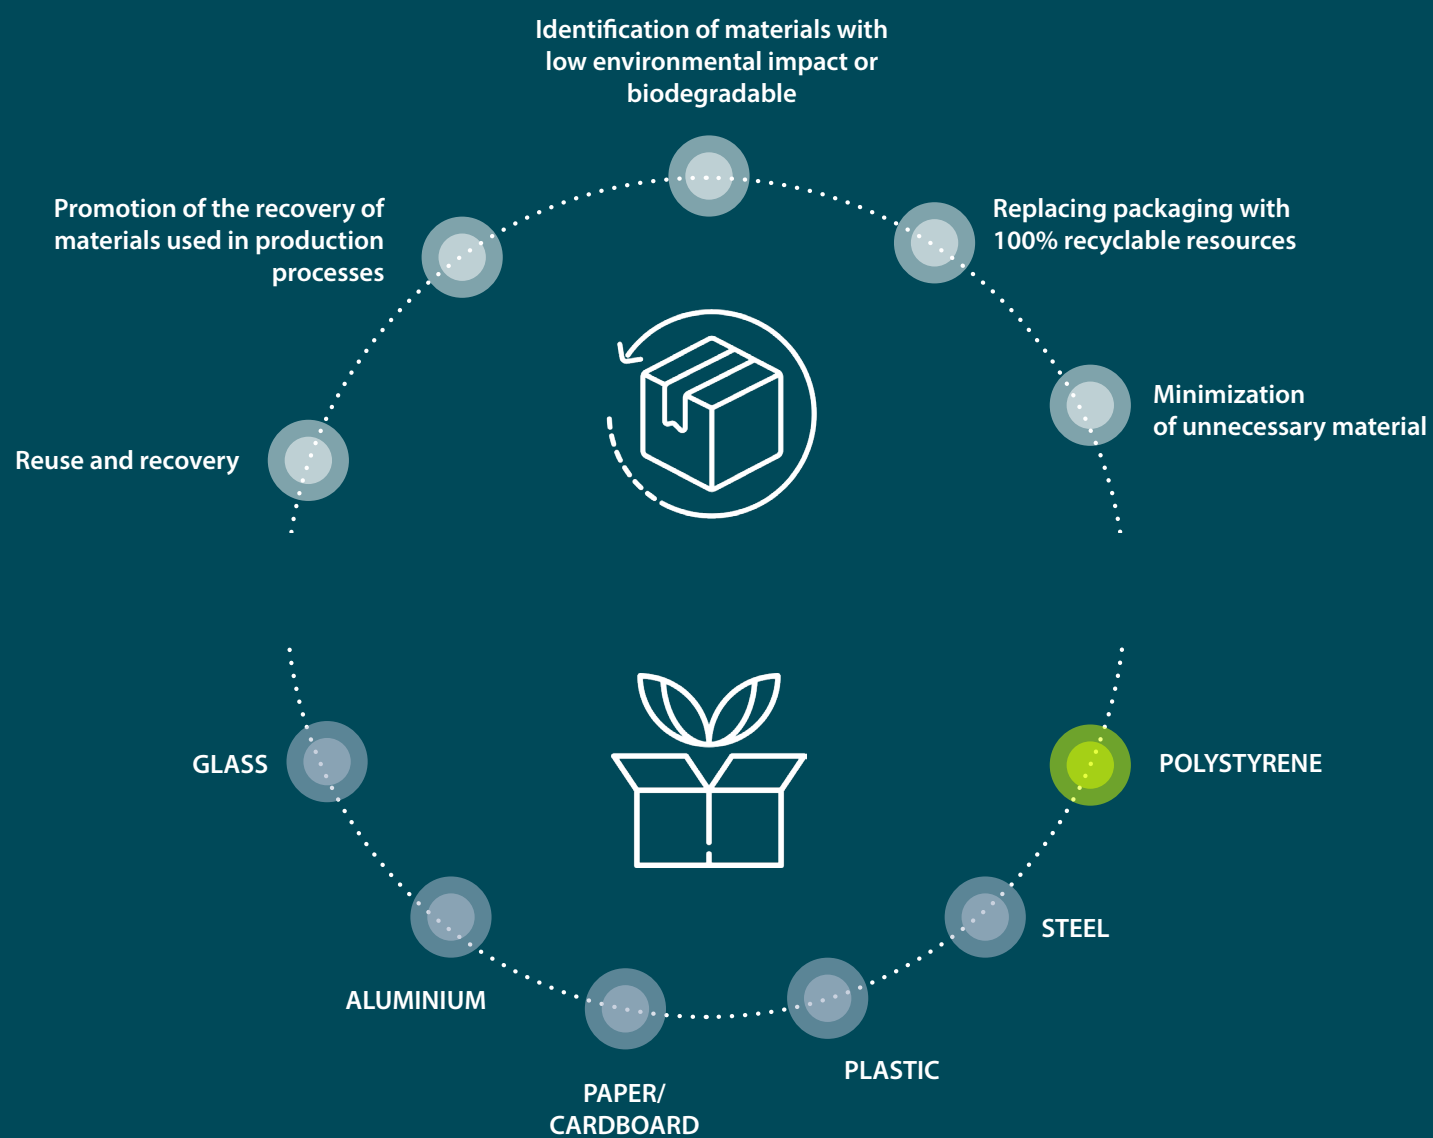 Identification of materials with
low environmental impact or
biodegradable
Promotion of the recovery of
materials used in production
processes
Replacing packaging with
100% recyclable resources
Minimization
of unnecessary material
Reuse and recovery
GLASS
POLYSTYRENE
STEEL
ALUMINIUM
PLASTIC
PAPER/
CARDBOARD